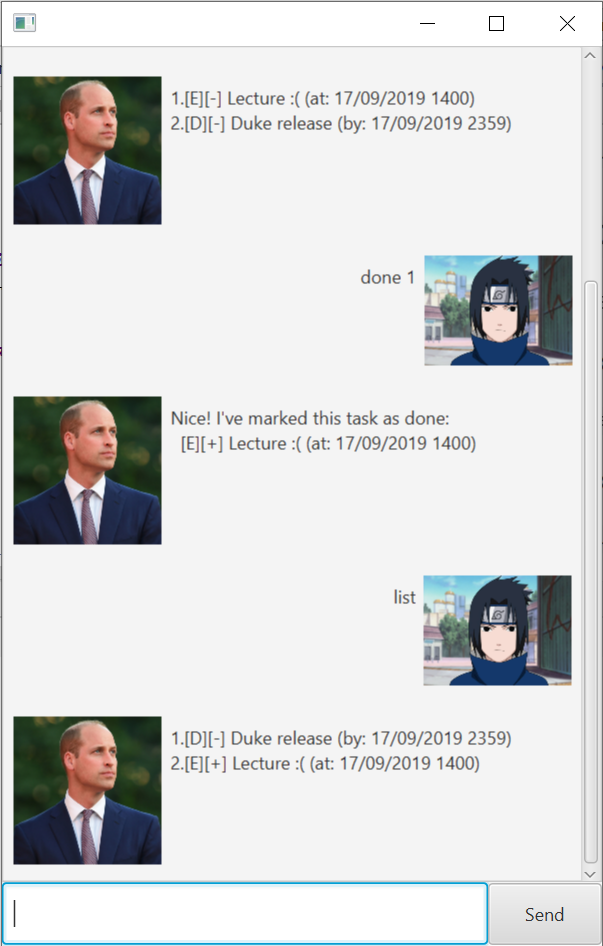 1.[E][-] Lecture :( (at: 17/09/2019 1400)
2.[D][-] Duke release (by: 17/09/2019 2359)
done 1
Nice! I've marked this task as done:
[E][+] Lecture :( (at: 17/09/2019 1400)
list
1.[D][-] Duke release (by: 17/09/2019 2359)
2.[E][+] Lecture :( (at: 17/09/2019 1400)
Send